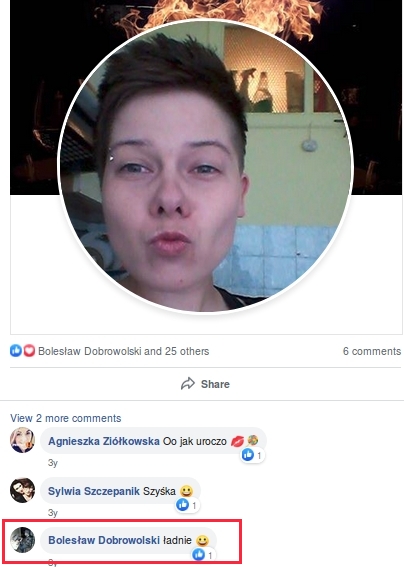 Bolesław Dobrowolski and 25 others 6 comments
Share
View 2 more comments
Agnieszka Ziółkowska Oo jak uroczo 💋
1
3y
Sylwia Szczepanik Szyśka 😀
1
3y
Bolesław Dobrowolski ładnie 😀
1
3y